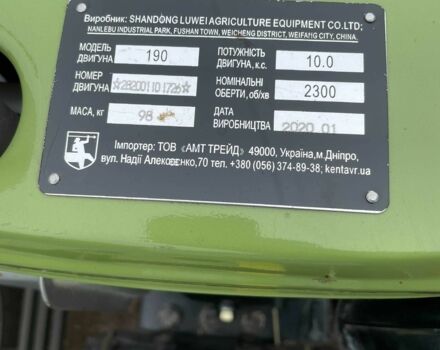 Виробник: SHANDONG LUWEI AGRICULTURE EQUIPMENT CO.LTD;
NANLEBU INDUSTRIAL PARK, FUSHAN TOWN, WEICHENG DISTRICT, WEIFANG CITY, CHINA.
МОДЕЛЬ ДВИГУНА 190 ПОТУЖНІСТЬ ДВИГУНА, к.с. 10.0
НОМЕР ДВИГУНА ☆282001101726☆ НОМІНАЛЬНІ ОБЕРТИ, об/хв 2300
МАСА, кг 98 ДАТА ВИРОБНИЦТВА 2020 01
Імпортер: ТОВ «АМТ ТРЕЙД» 49000, Україна,м.Дніпро,
вул. Надії Алексєєнко,70 тел. +380 (056) 374-89-38; kentavr.ua